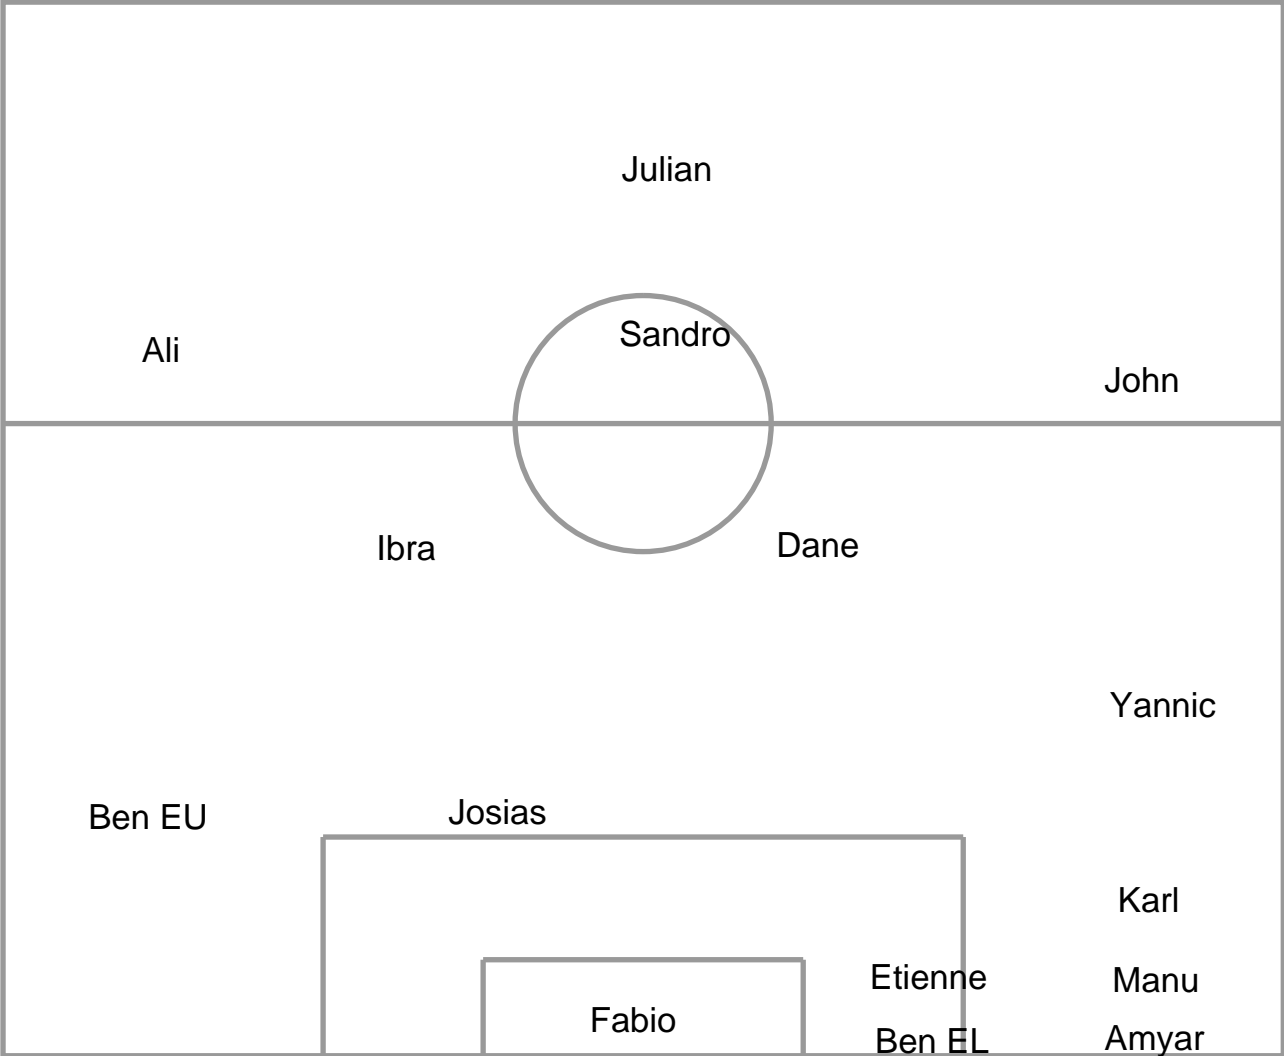 Julian
Sandro
Ali
John
Ibra
Dane
Yannic
Ben EU
Josias
Karl
Etienne
Manu
Fabio
Ben EL
Amyar